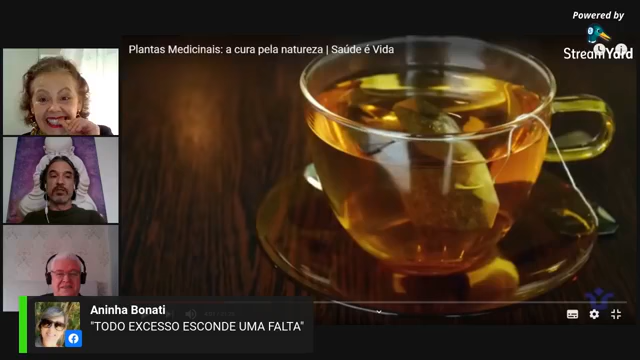 Powered by
StreamYard
Plantas Medicinais: a cura pela natureza | Saúde é Vida
Aninha Bonati
"TODO EXCESSO ESCONDE UMA FALTA"